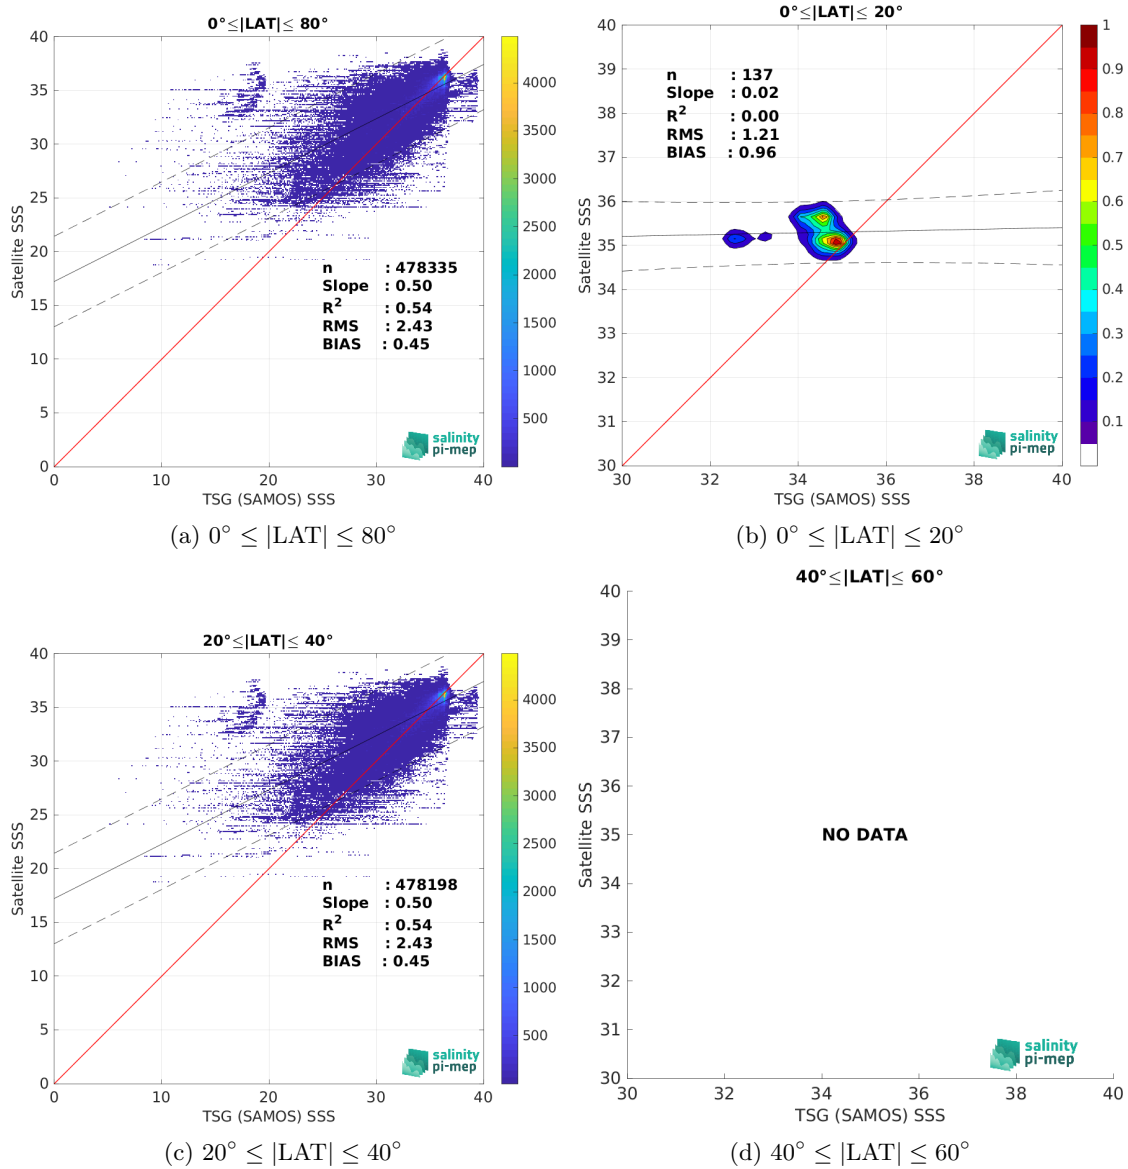 0°≤|LAT|≤ 80°
40
35
30
25
20
15
10
5
0
Satellite SSS
n : 478335
Slope : 0.50
R² : 0.54
RMS : 2.43
BIAS : 0.45
salinity
pi-mep
0 10 20 30 40
TSG (SAMOS) SSS
4000
3500
3000
2500
2000
1500
1000
500
(a) 0° ≤ |LAT| ≤ 80°
0°≤|LAT|≤ 20°
40
39
38
37
36
35
34
33
32
31
30
Satellite SSS
n : 137
Slope : 0.02
R² : 0.00
RMS : 1.21
BIAS : 0.96
salinity
pi-mep
30 32 34 36 38 40
TSG (SAMOS) SSS
1
0.9
0.8
0.7
0.6
0.5
0.4
0.3
0.2
0.1
(b) 0° ≤ |LAT| ≤ 20°
20°≤|LAT|≤ 40°
40
35
30
25
20
15
10
5
0
Satellite SSS
n : 478198
Slope : 0.50
R² : 0.54
RMS : 2.43
BIAS : 0.45
salinity
pi-mep
0 10 20 30 40
TSG (SAMOS) SSS
4000
3500
3000
2500
2000
1500
1000
500
(c) 20° ≤ |LAT| ≤ 40°
40°≤|LAT|≤ 60°
40
39
38
37
36
35
34
33
32
31
30
Satellite SSS
NO DATA
salinity
pi-mep
30 32 34 36 38 40
TSG (SAMOS) SSS
(d) 40° ≤ |LAT| ≤ 60°